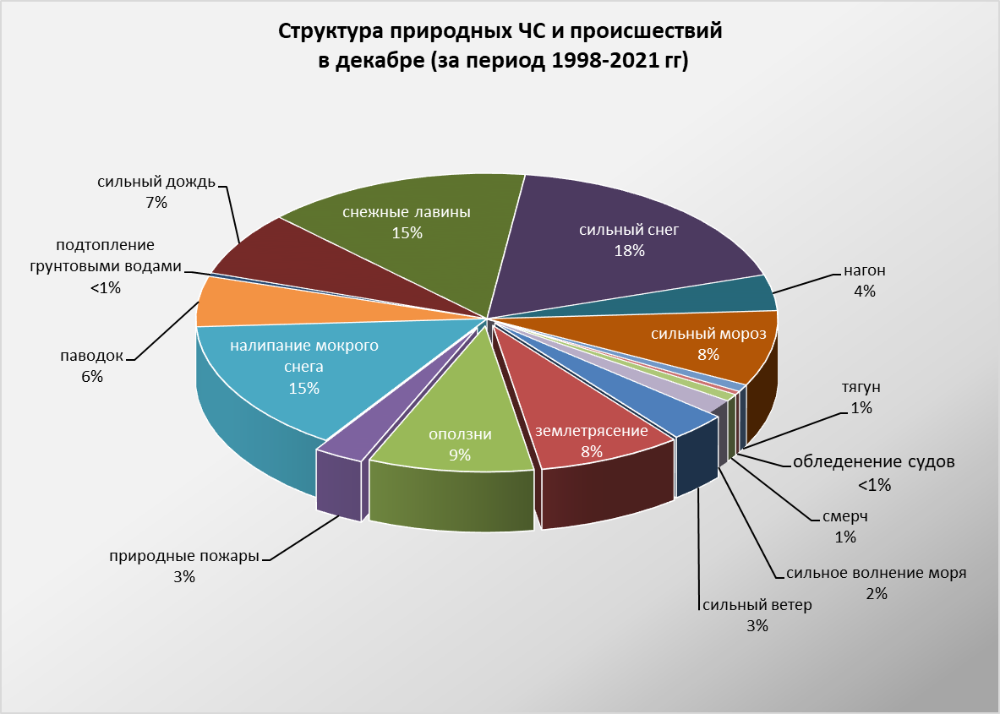 Структура природных ЧС и происшествий
в декабре (за период 1998-2021 гг)
сильный дождь
7%
снежные лавины
15%
сильный снег
18%
подтопление
грунтовыми водами
<1%
нагон
4%
паводок
6%
налипание мокрого
снега
15%
сильный мороз
8%
тягун
1%
оползни
9%
землетрясение
8%
обледенение судов
<1%
смерч
1%
природные пожары
3%
сильное волнение моря
2%
сильный ветер
3%